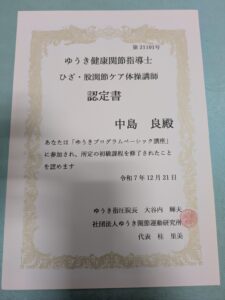 第25101号
ゆうき健康関節指導士
ひざ・股関節ケア体操講師
認定書
中島 良殿
あなたは「ゆうきプログラムベーシック講座」
に参加され、所定の初級課程を修了されたこと
を認めます
令和7年12月21日
ゆうき指圧院長 大谷内 輝夫
社団法人ゆうき関節運動研究所
代表 桂 里美